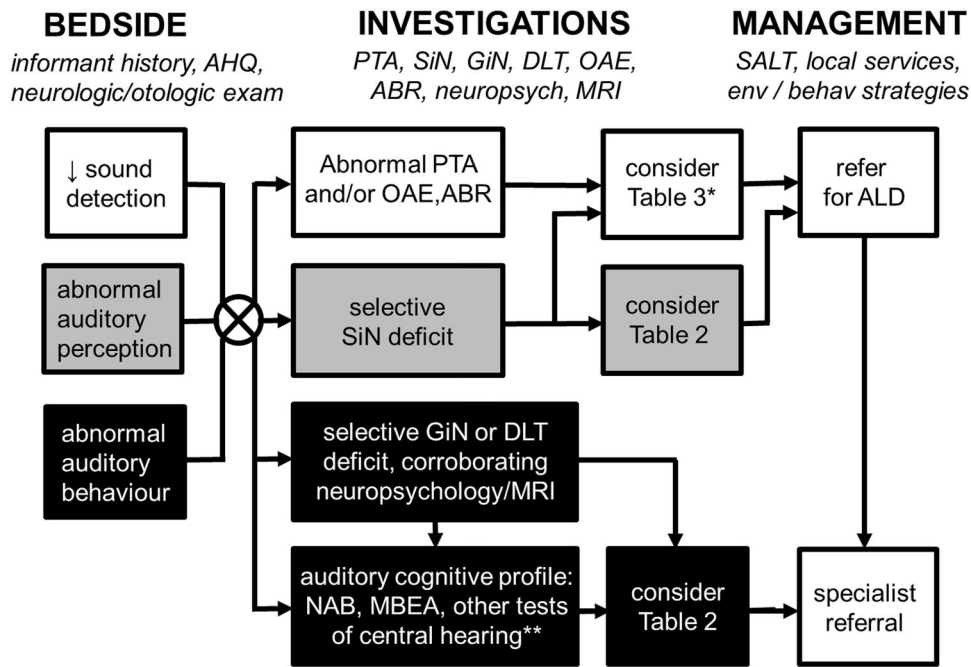 BEDSIDE
informant history, AHQ,
neurologic/otologic exam
INVESTIGATIONS
PTA, SiN, GiN, DLT, OAE,
ABR, neuropsych, MRI
MANAGEMENT
SALT, local services,
env / behav strategies
↓ sound
detection
Abnormal PTA
and/or OAE,ABR
consider
Table 3*
refer
for ALD
abnormal
auditory
perception
selective
SiN deficit
consider
Table 2
abnormal
auditory
behaviour
selective GiN or DLT
deficit, corroborating
neuropsychology/MRI
auditory cognitive profile:
NAB, MBEA, other tests
of central hearing**
consider
Table 2
specialist
referral